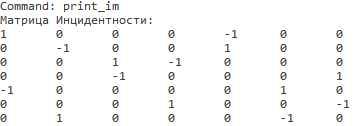 Command: print_im
Матрица Инцидентности:
1 0 0 0 -1 0 0
0 -1 0 0 1 0 0
0 0 1 -1 0 0 0
0 0 -1 0 0 0 1
-1 0 0 0 0 1 0
0 0 0 1 0 0 -1
0 1 0 0 0 -1 0